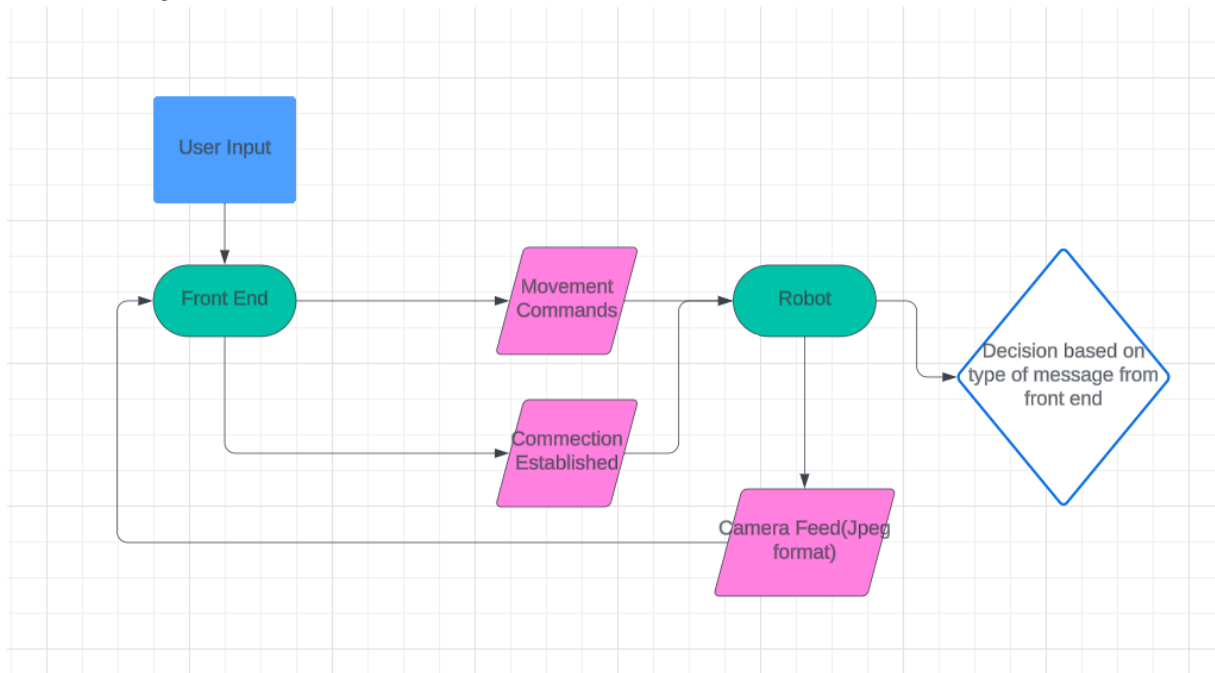 User Input
Front End
Movement
Commands
Robot
Decision based on
type of message from
front end
Commection
Established
Camera Feed(Jpeg
format)